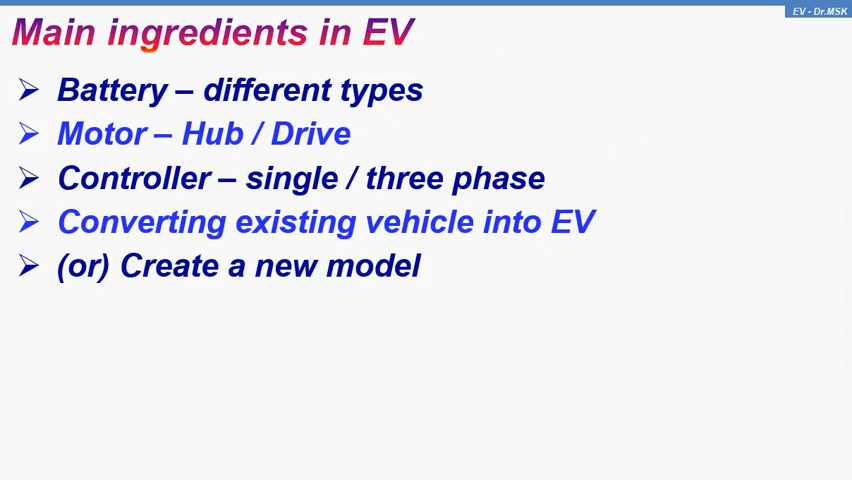 EV - Dr.MSK
Main ingredients in EV
➢ Battery – different types
➢ Motor – Hub / Drive
➢ Controller – single / three phase
➢ Converting existing vehicle into EV
➢ (or) Create a new model